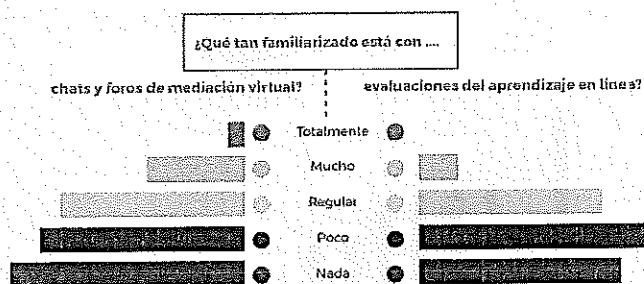 ¿Qué tan familiarizado está con ....
chats y foros de mediación virtual?
evaluaciones del aprendizaje en línea?
Totalmente
Mucho
Regular
Poco
Nada